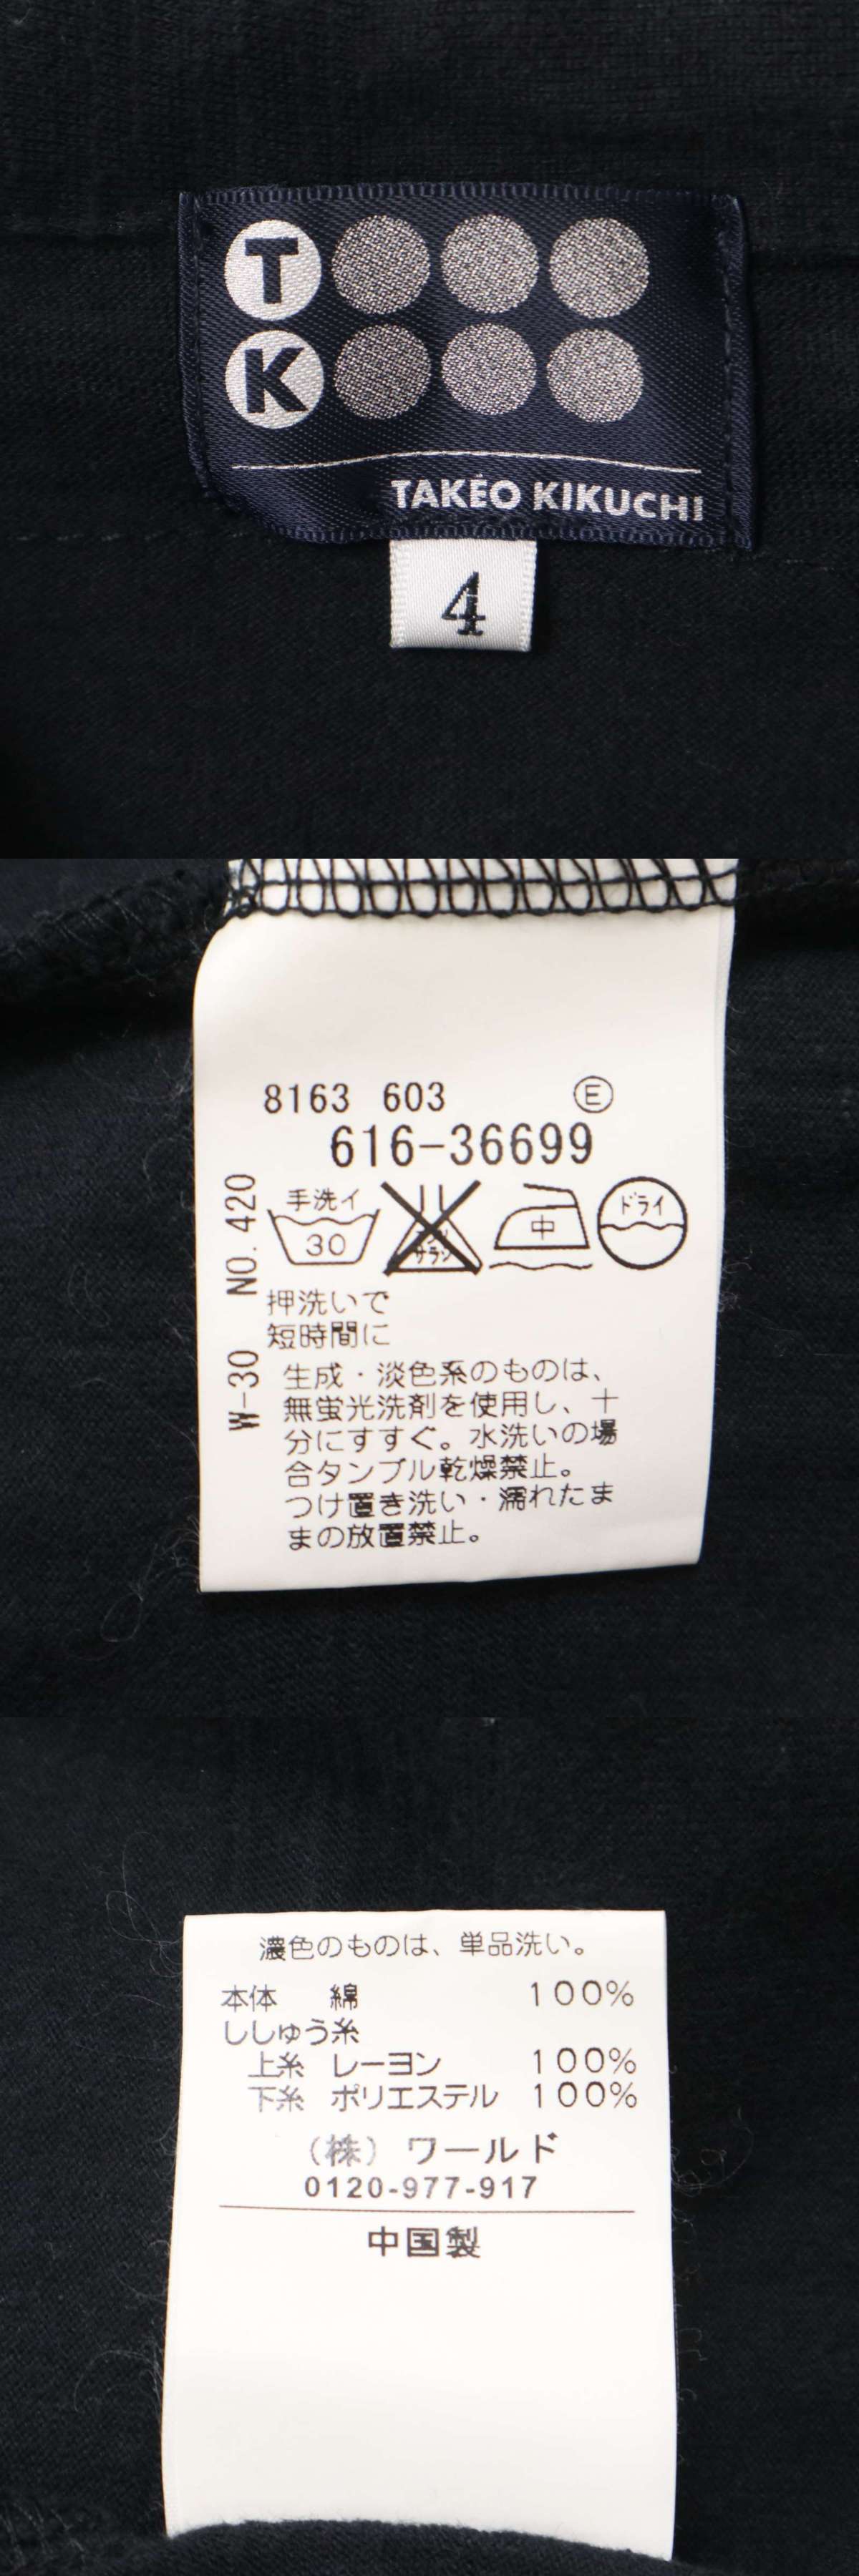 T
K
TAKÉO KIKUCHI
4
8163 603 Ⓔ
616-36699
手洗イ
30
サラシ
中
ドライ
W-30 NO. 420
押洗いで
短時間に
生成・淡色系のものは、
無蛍光洗剤を使用し、十
分にすすぐ。水洗いの場
合タンブル乾燥禁止。
つけ置き洗い・濡れたま
まの放置禁止。
濃色のものは、単品洗い。
本体 綿 100%
ししゅう糸
上糸 レーヨン 100%
下糸 ポリエステル 100%
(株) ワールド
0120-977-917
中国製